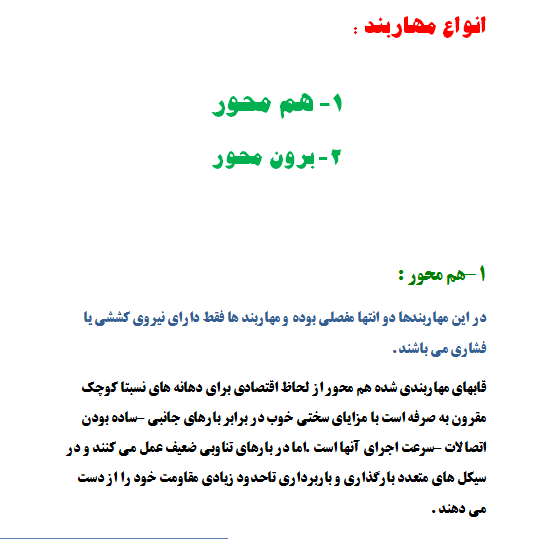 انواع مهاربند :
۱- هم محور
۲- برون محور
۱–هم محور :
در این مهاربندها دو انتها مفصلی بوده و مهاربند ها فقط دارای نیروی کششی یا
فشاری می باشند.
قابهای مهاربندی شده هم محور از لحاظ اقتصادی برای دهانه های نسبتا کوچک
مقرون به صرفه است با مزایای سختی خوب در برابر بارهای جانبی –ساده بودن
اتصالات –سرعت اجرای آنها است .اما در بارهای تناوبی ضعیف عمل می کنند و در
سیکل های متعدد بارگذاری و باربرداری تاحدود زیادی مقاومت خود را از دست
می دهند .